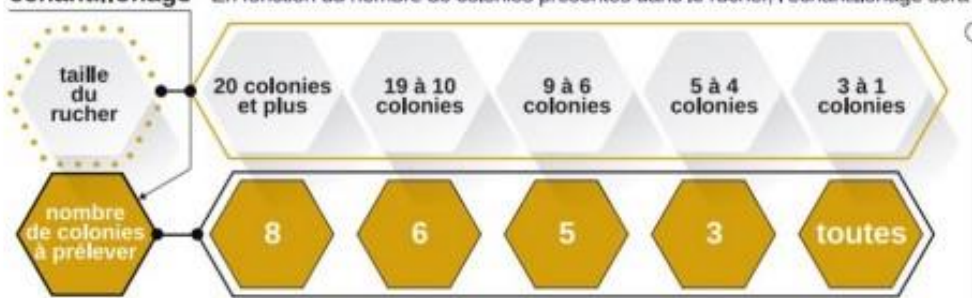 échantillonage En fonction du nombre de colonies présentes dans le rucher, l'échantillonage sera
taille
du
rucher
20 colonies
et plus
19 à 10
colonies
9 à 6
colonies
5 à 4
colonies
3 à 1
colonies
nombre
de colonies
à prélever
8
6
5
3
toutes